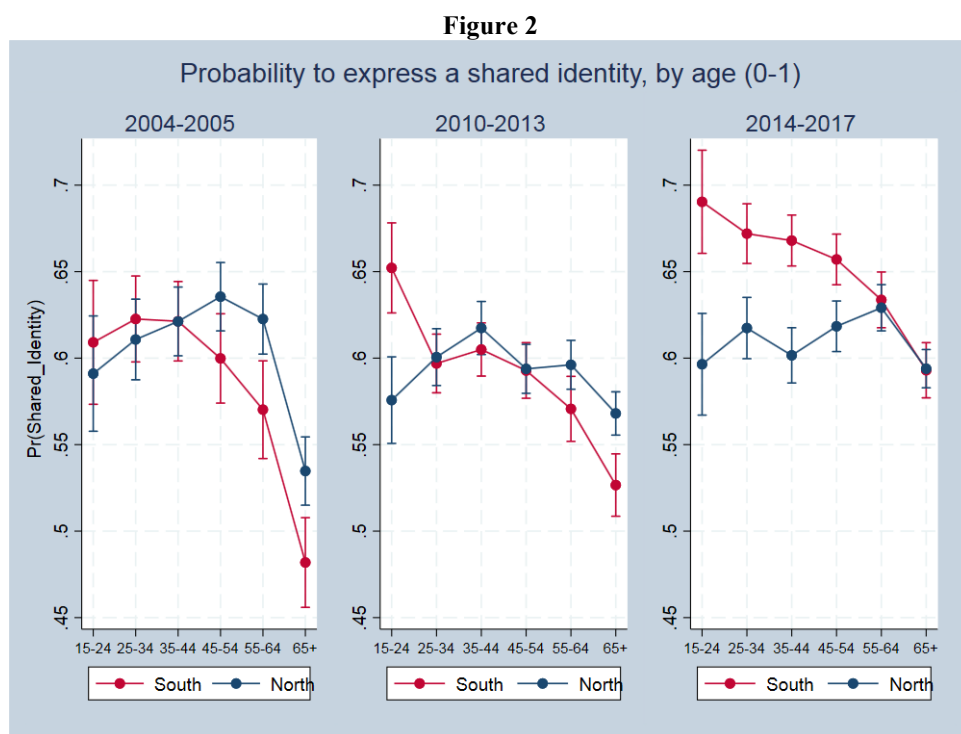 Figure 2
Probability to express a shared identity, by age (0-1)
2004-2005
2010-2013
2014-2017
Pr(Shared_Identity)
.7
.65
.6
.55
.5
.45
15-24 25-34 35-44 45-54 55-64 65+
South North
.7
.65
.6
.55
.5
.45
15-24 25-34 35-44 45-54 55-64 65+
South North
.7
.65
.6
.55
.5
.45
15-24 25-34 35-44 45-54 55-64 65+
South North